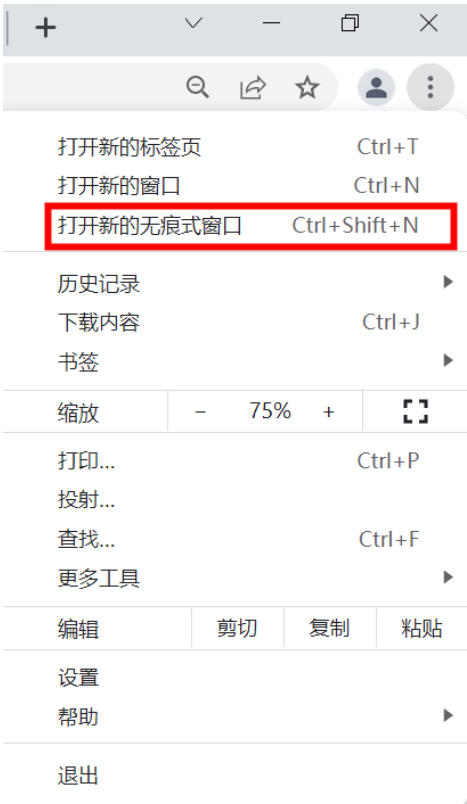 打开新的标签页 Ctrl+T
打开新的窗口 Ctrl+N
打开新的无痕式窗口 Ctrl+Shift+N
历史记录
下载内容 Ctrl+J
书签
缩放 − 75% +
打印... Ctrl+P
投射...
查找... Ctrl+F
更多工具
编辑 剪切 复制 粘贴
设置
帮助
退出